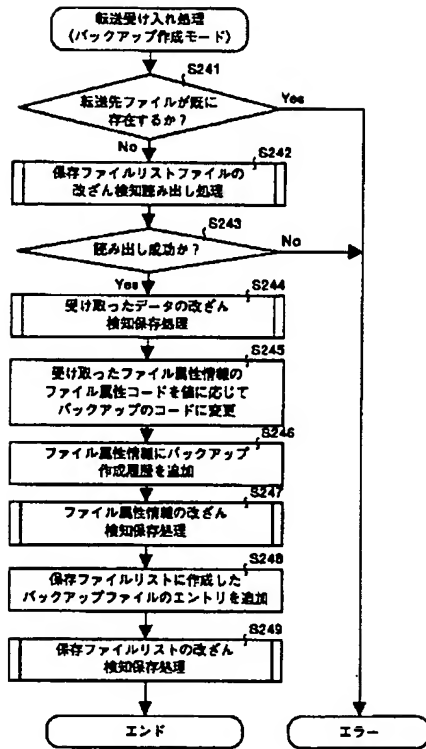 転送受け入れ処理
(バックアップ作成モード)
S241
転送先ファイルが既に
存在するか?
Yes
No
S242
保存ファイルリストファイルの
改ざん検知読み出し処理
S243
読み出し成功か?
No
Yes
S244
受け取ったデータの改ざん
検知保存処理
S245
受け取ったファイル属性情報の
ファイル属性コードを値に応じて
バックアップのコードに変更
S246
ファイル属性情報にバックアップ
作成履歴を追加
S247
ファイル属性情報の改ざん
検知保存処理
S248
保存ファイルリストに作成した
バックアップファイルのエントリを追加
S249
保存ファイルリストの改ざん
検知保存処理
エンド
エラー